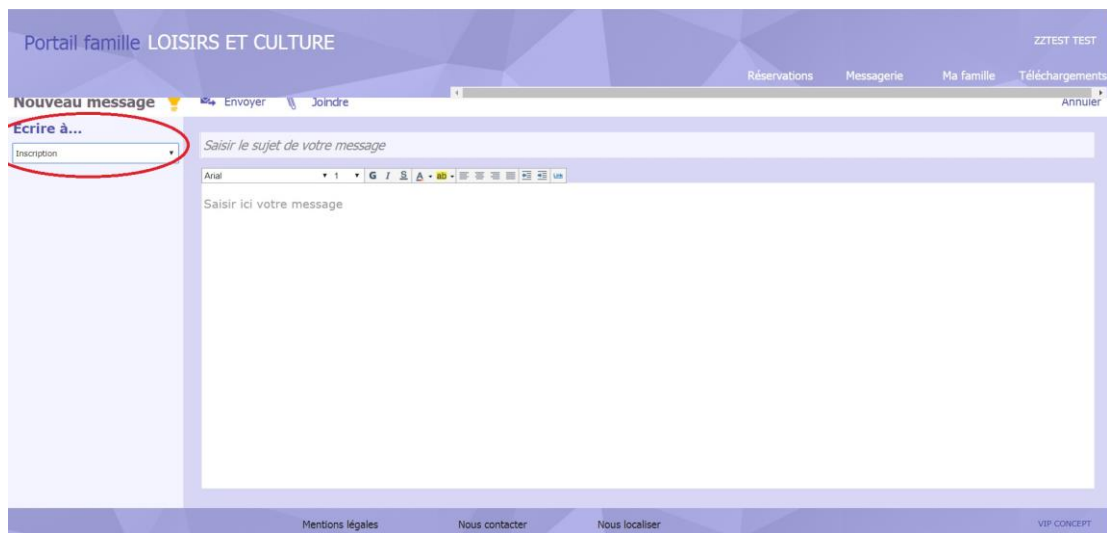 Portail famille LOISIRS ET CULTURE
ZZTEST TEST
Réservations Messagerie Ma famille Téléchargements
Nouveau message Envoyer Joindre Annuler
Ecrire à...
Inscription
Saisir le sujet de votre message
Arial 1 G I S A ab
Saisir ici votre message
Mentions légales Nous contacter Nous localiser VIP CONCEPT